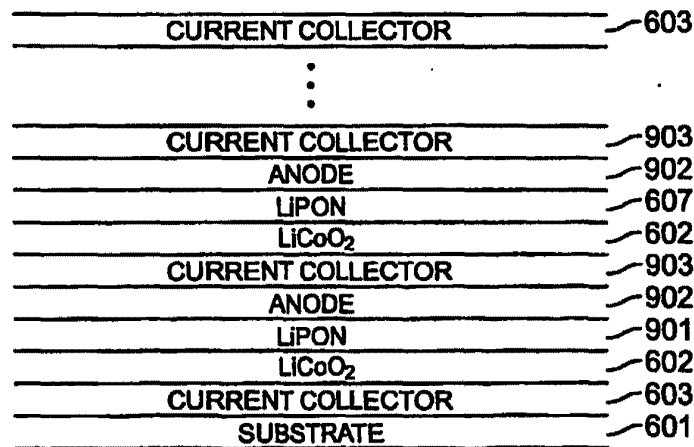 CURRENT COLLECTOR 603
CURRENT COLLECTOR 903
ANODE 902
LiPON 607
LiCoO₂ 602
CURRENT COLLECTOR 903
ANODE 902
LiPON 901
LiCoO₂ 602
CURRENT COLLECTOR 603
SUBSTRATE 601